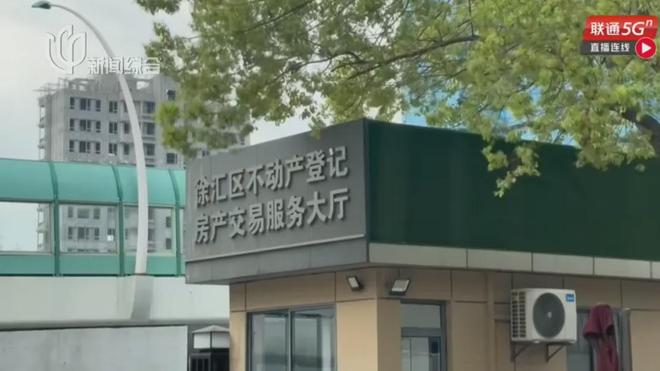 新闻综合
联通5Gⁿ
直播连线
徐汇区不动产登记
房产交易服务大厅